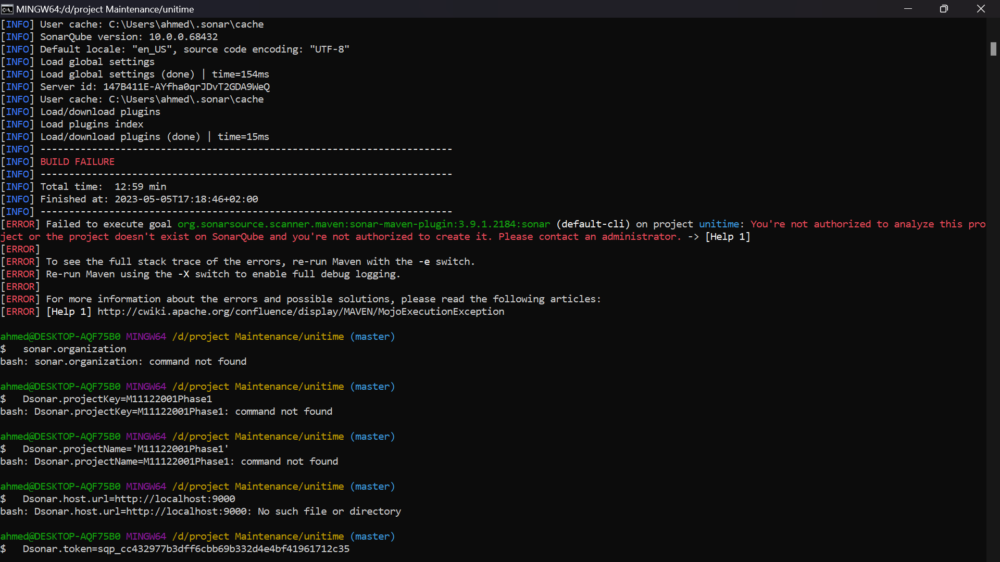 MINGW64:/d/project Maintenance/unitime
[INFO] User cache: C:\Users\ahmed\.sonar\cache
[INFO] SonarQube version: 10.0.0.68432
[INFO] Default locale: "en_US", source code encoding: "UTF-8"
[INFO] Load global settings
[INFO] Load global settings (done) | time=154ms
[INFO] Server id: 147B411E-AYfha0qrJDvT2GDA9WeQ
[INFO] User cache: C:\Users\ahmed\.sonar\cache
[INFO] Load/download plugins
[INFO] Load plugins index
[INFO] Load/download plugins (done) | time=15ms
[INFO] ------------------------------------------------------------------------
[INFO] BUILD FAILURE
[INFO] ------------------------------------------------------------------------
[INFO] Total time:  12:59 min
[INFO] Finished at: 2023-05-05T17:18:46+02:00
[INFO] ------------------------------------------------------------------------
[ERROR] Failed to execute goal org.sonarsource.scanner.maven:sonar-maven-plugin:3.9.1.2184:sonar (default-cli) on project unitime: You're not authorized to analyze this pro
ject or the project doesn't exist on SonarQube and you're not authorized to create it. Please contact an administrator. -> [Help 1]
[ERROR]
[ERROR] To see the full stack trace of the errors, re-run Maven with the -e switch.
[ERROR] Re-run Maven using the -X switch to enable full debug logging.
[ERROR]
[ERROR] For more information about the errors and possible solutions, please read the following articles:
[ERROR] [Help 1] http://cwiki.apache.org/confluence/display/MAVEN/MojoExecutionException
ahmed@DESKTOP-AQF75B0 MINGW64 /d/project Maintenance/unitime (master)
$   sonar.organization
bash: sonar.organization: command not found
ahmed@DESKTOP-AQF75B0 MINGW64 /d/project Maintenance/unitime (master)
$   Dsonar.projectKey=M11122001Phase1
bash: Dsonar.projectKey=M11122001Phase1: command not found
ahmed@DESKTOP-AQF75B0 MINGW64 /d/project Maintenance/unitime (master)
$   Dsonar.projectName='M11122001Phase1'
bash: Dsonar.projectName=M11122001Phase1: command not found
ahmed@DESKTOP-AQF75B0 MINGW64 /d/project Maintenance/unitime (master)
$   Dsonar.host.url=http://localhost:9000
bash: Dsonar.host.url=http://localhost:9000: No such file or directory
ahmed@DESKTOP-AQF75B0 MINGW64 /d/project Maintenance/unitime (master)
$   Dsonar.token=sqp_cc432977b3dff6cbb69b332d4e4bf41961712c35